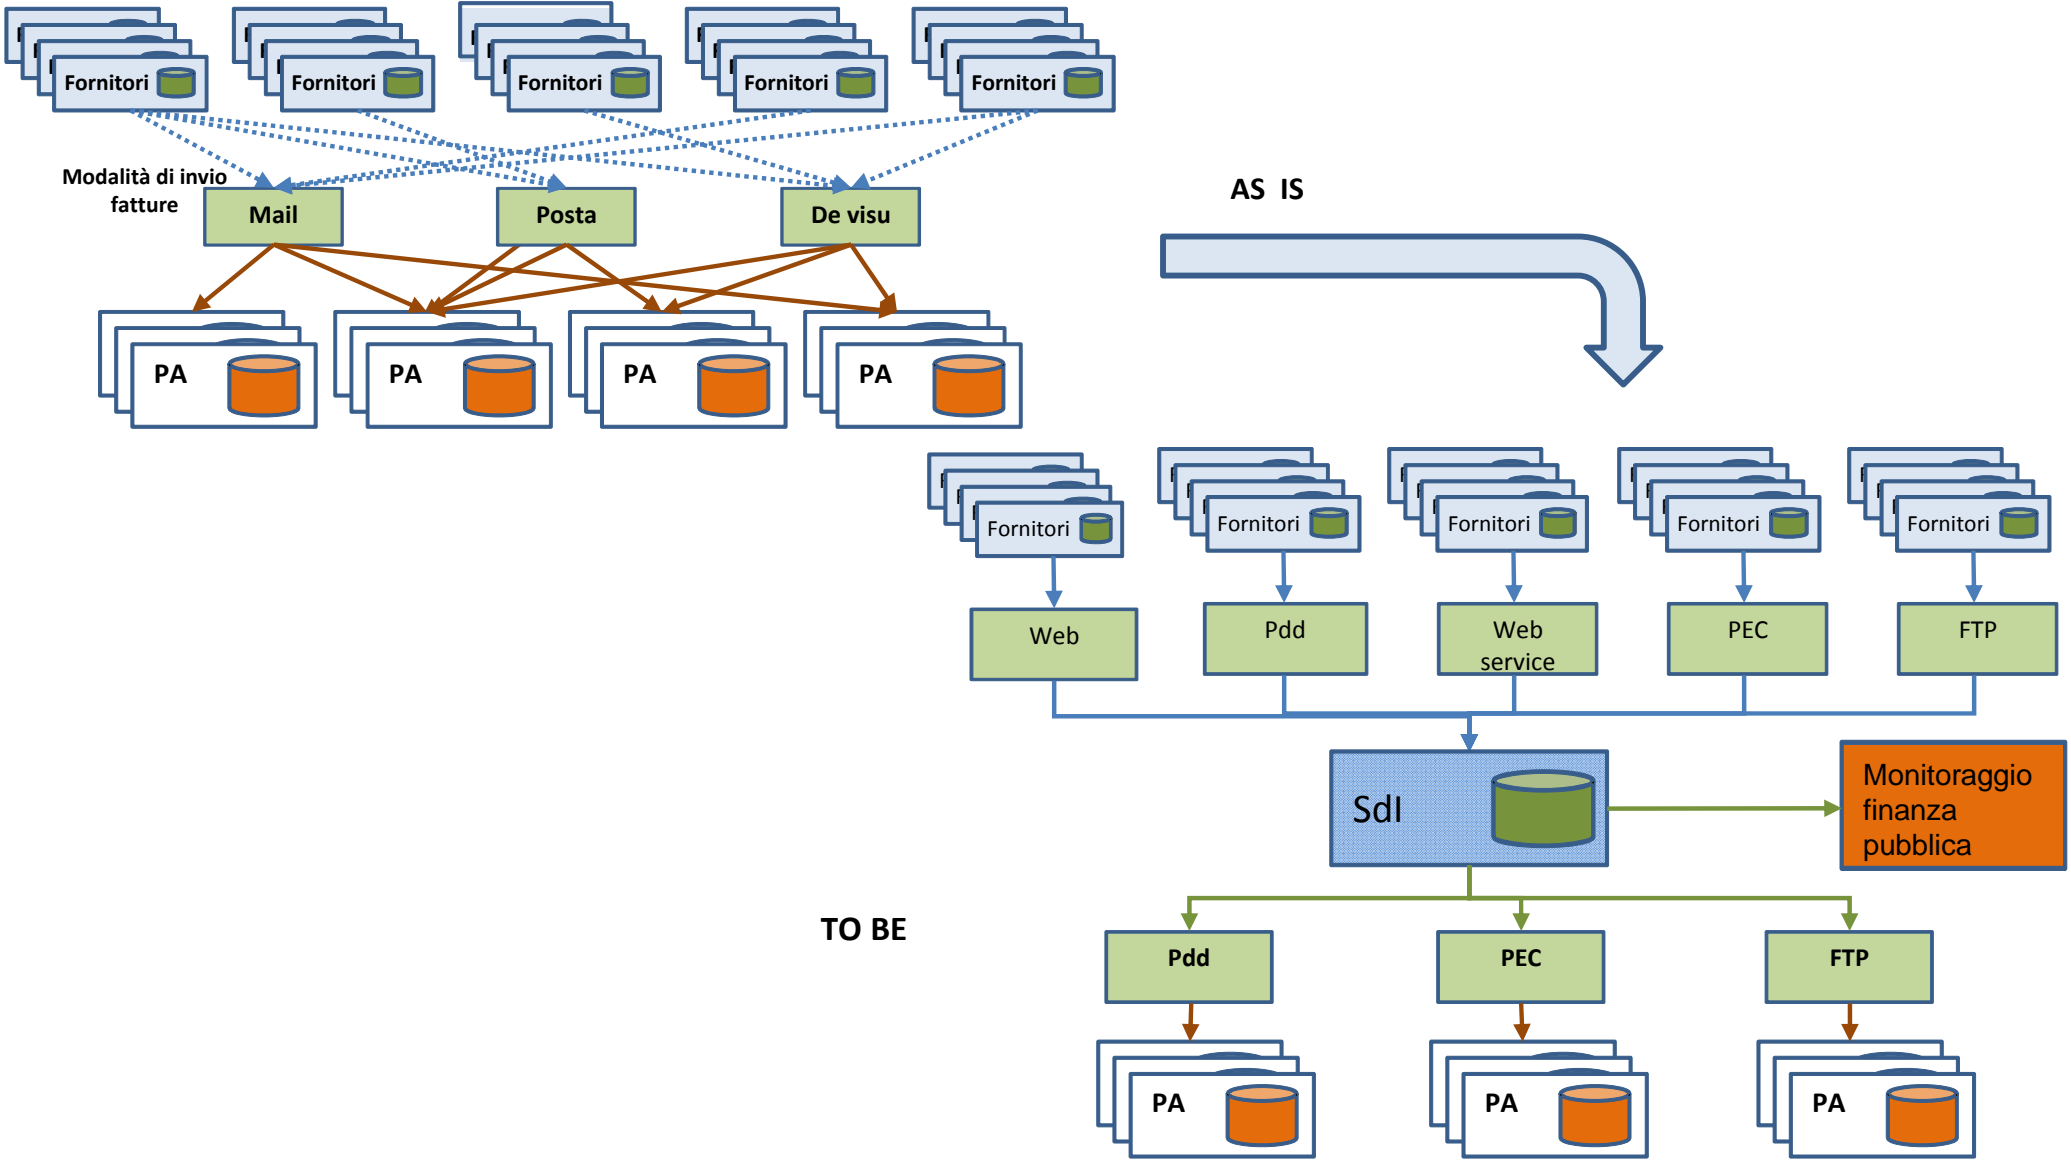 Fornitori
Fornitori
Fornitori
Fornitori
Fornitori
Modalità di invio
fatture
Mail
Posta
De visu
AS IS
PA
PA
PA
PA
Fornitori
Fornitori
Fornitori
Fornitori
Fornitori
Web
Pdd
Web
service
PEC
FTP
SdI
Monitoraggio
finanza
pubblica
TO BE
Pdd
PEC
FTP
PA
PA
PA